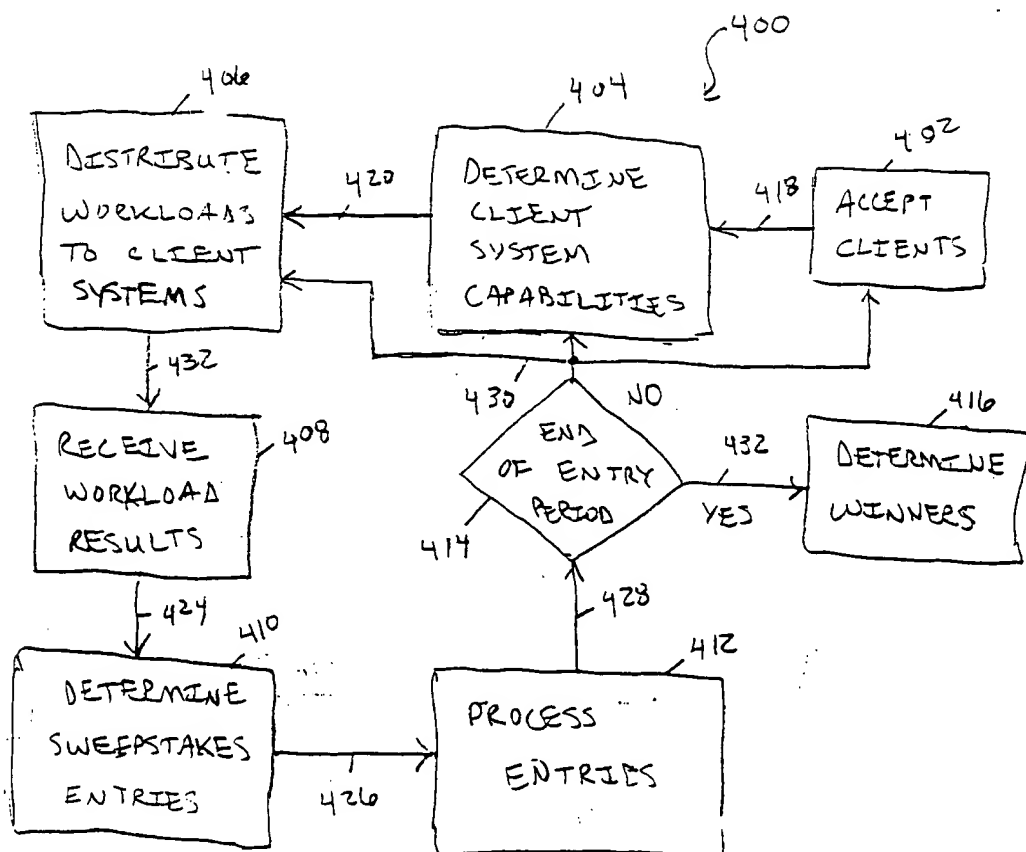 400
406
DISTRIBUTE
WORKLOADS
TO CLIENT
SYSTEMS
420
404
DETERMINE
CLIENT
SYSTEM
CAPABILITIES
418
402
ACCEPT
CLIENTS
432
430
NO
408
RECEIVE
WORKLOAD
RESULTS
END
OF ENTRY
PERIOD
414
432
YES
416
DETERMINE
WINNERS
424
410
DETERMINE
SWEEPSTAKES
ENTRIES
426
428
412
PROCESS
ENTRIES